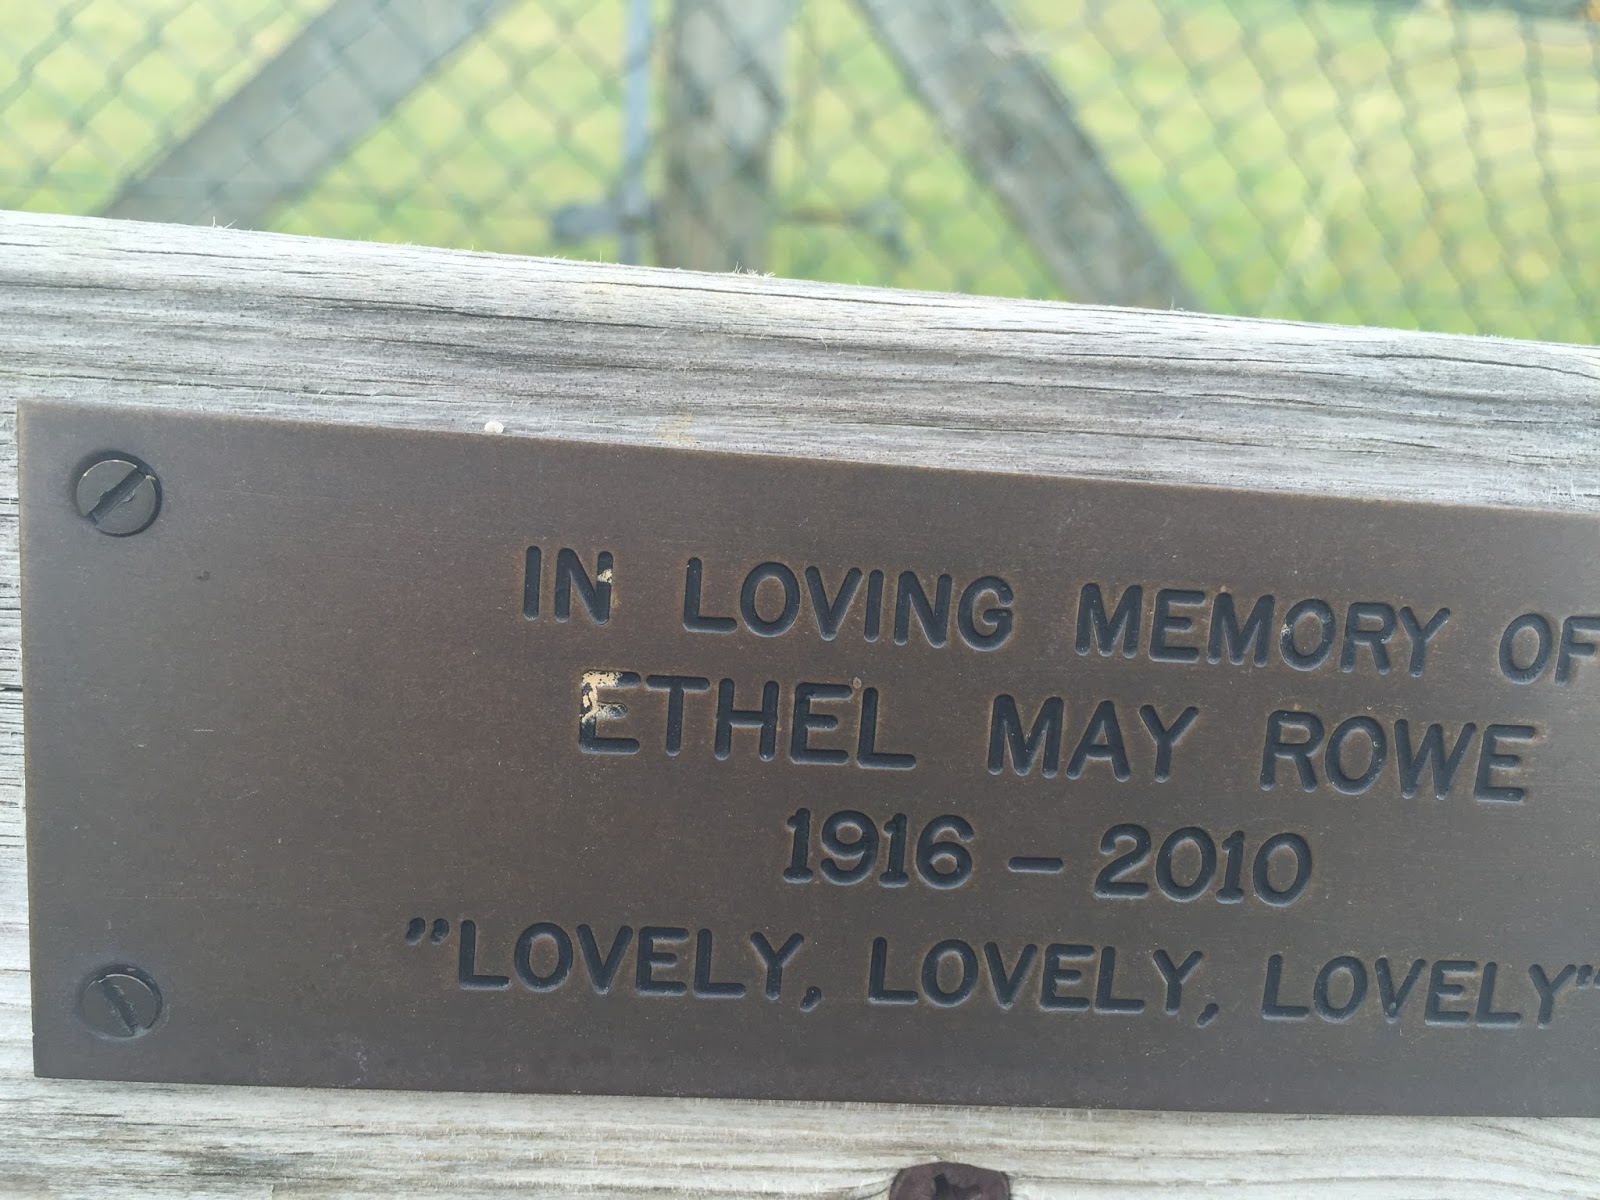 IN LOVING MEMORY OF
ETHEL MAY ROWE
1916 - 2010
"LOVELY, LOVELY, LOVELY"